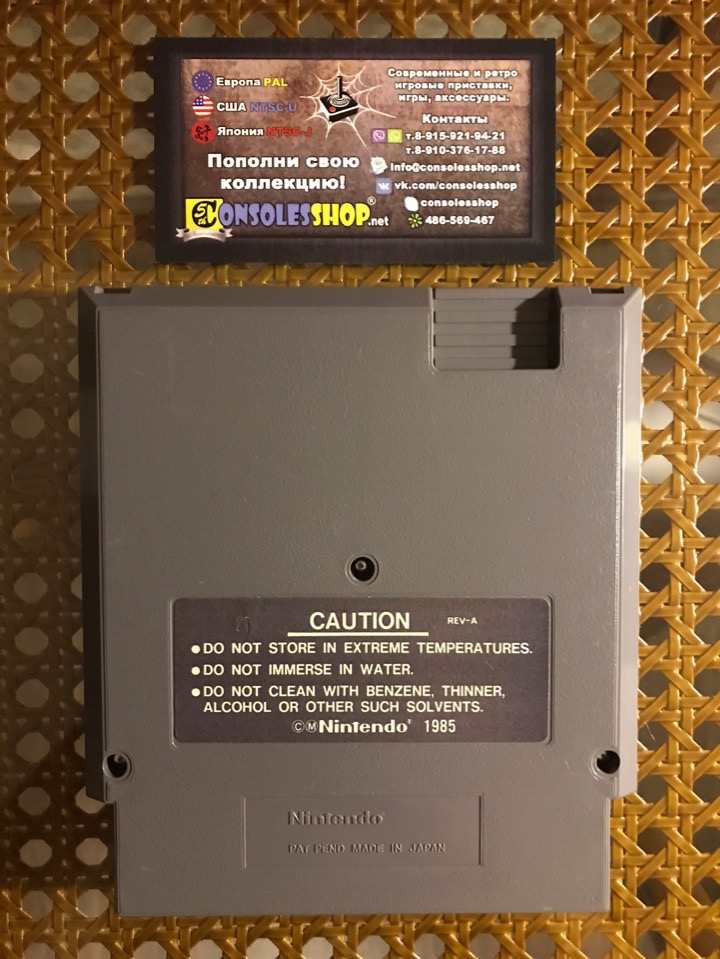 Европа PAL
США NTSC-U
Япония NTSC-J
Пополни свою
коллекцию!
CONSOLESSHOP.net®
Современные и ретро
игровые приставки,
игры, аксессуары.
Контакты
т.8-915-921-94-21
т.8-910-376-17-88
info@consolesshop.net
vk.com/consolesshop
consolesshop
486-569-467
CAUTION REV-A
●DO NOT STORE IN EXTREME TEMPERATURES.
●DO NOT IMMERSE IN WATER.
●DO NOT CLEAN WITH BENZENE, THINNER,
ALCOHOL OR OTHER SUCH SOLVENTS.
©ⓂNintendo® 1985
Nintendo®
PAT PEND MADE IN JAPAN